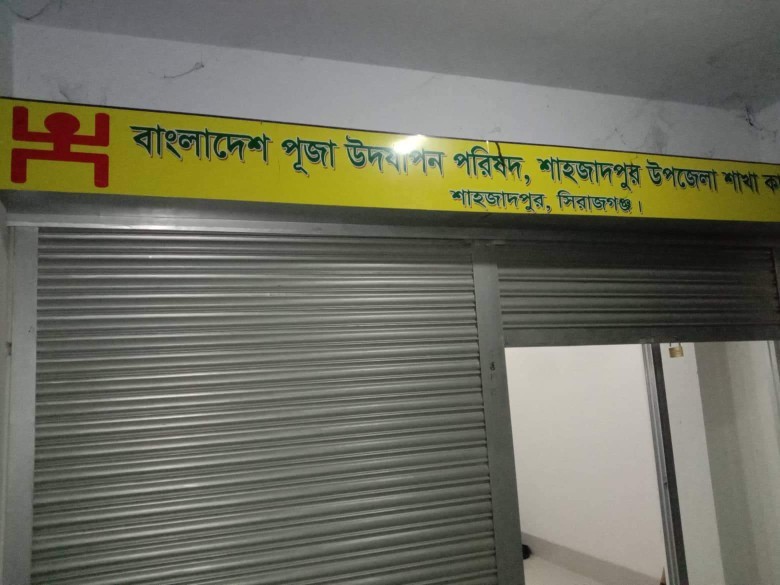 বাংলাদেশ পূজা উদযাপন পরিষদ, শাহজাদপুর উপজেলা শাখা
শাহজাদপুর, সিরাজগঞ্জ।